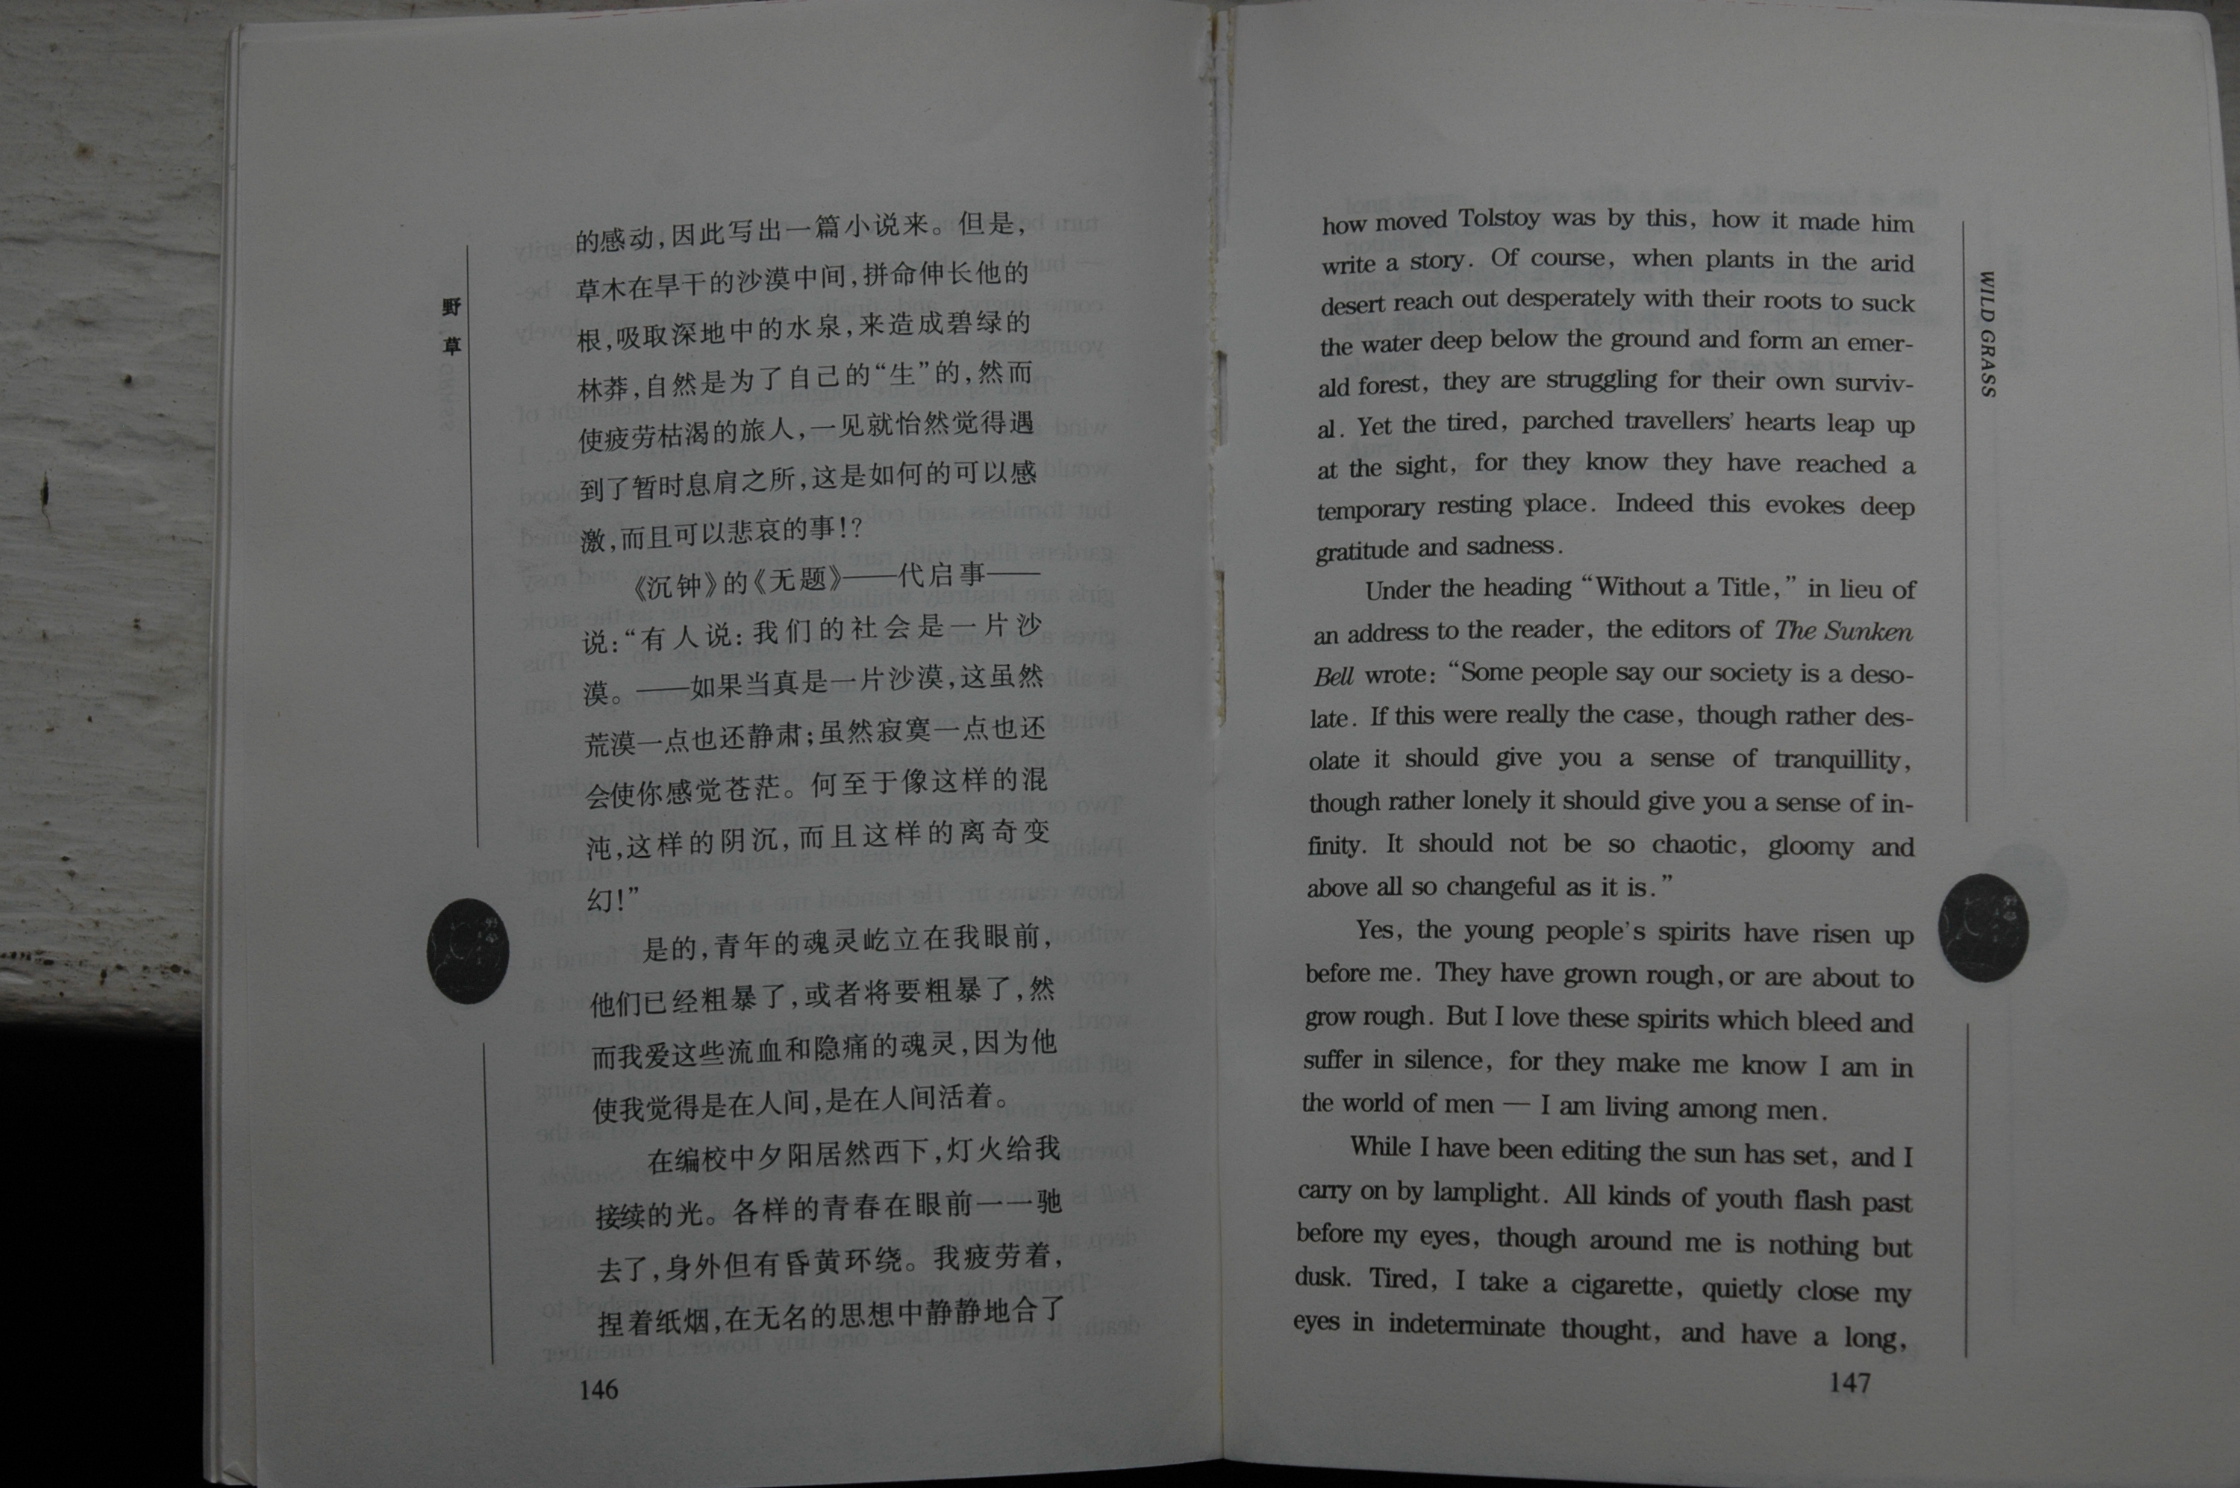 野草
的感动,因此写出一篇小说来。但是,
草木在旱干的沙漠中间,拼命伸长他的
根,吸取深地中的水泉,来造成碧绿的
林莽,自然是为了自己的“生”的,然而
使疲劳枯渴的旅人,一见就怡然觉得遇
到了暂时息肩之所,这是如何的可以感
激,而且可以悲哀的事!?
《沉钟》的《无题》——代启事——
说:“有人说:我们的社会是一片沙
漠。——如果当真是一片沙漠,这虽然
荒漠一点也还静肃;虽然寂寞一点也还
会使你感觉苍茫。何至于像这样的混
沌,这样的阴沉,而且这样的离奇变
幻!”
是的,青年的魂灵屹立在我眼前,
他们已经粗暴了,或者将要粗暴了,然
而我爱这些流血和隐痛的魂灵,因为他
使我觉得是在人间,是在人间活着。
在编校中夕阳居然西下,灯火给我
接续的光。各样的青春在眼前一一驰
去了,身外但有昏黄环绕。我疲劳着,
捏着纸烟,在无名的思想中静静地合了
146
how moved Tolstoy was by this, how it made him
write a story. Of course, when plants in the arid
desert reach out desperately with their roots to suck
the water deep below the ground and form an emer-
ald forest, they are struggling for their own surviv-
al. Yet the tired, parched travellers' hearts leap up
at the sight, for they know they have reached a
temporary resting place. Indeed this evokes deep
gratitude and sadness.
Under the heading “Without a Title,” in lieu of
an address to the reader, the editors of The Sunken
Bell wrote: “Some people say our society is a deso-
late. If this were really the case, though rather des-
olate it should give you a sense of tranquillity,
though rather lonely it should give you a sense of in-
finity. It should not be so chaotic, gloomy and
above all so changeful as it is.”
Yes, the young people's spirits have risen up
before me. They have grown rough, or are about to
grow rough. But I love these spirits which bleed and
suffer in silence, for they make me know I am in
the world of men — I am living among men.
While I have been editing the sun has set, and I
carry on by lamplight. All kinds of youth flash past
before my eyes, though around me is nothing but
dusk. Tired, I take a cigarette, quietly close my
eyes in indeterminate thought, and have a long,
147
WILD GRASS